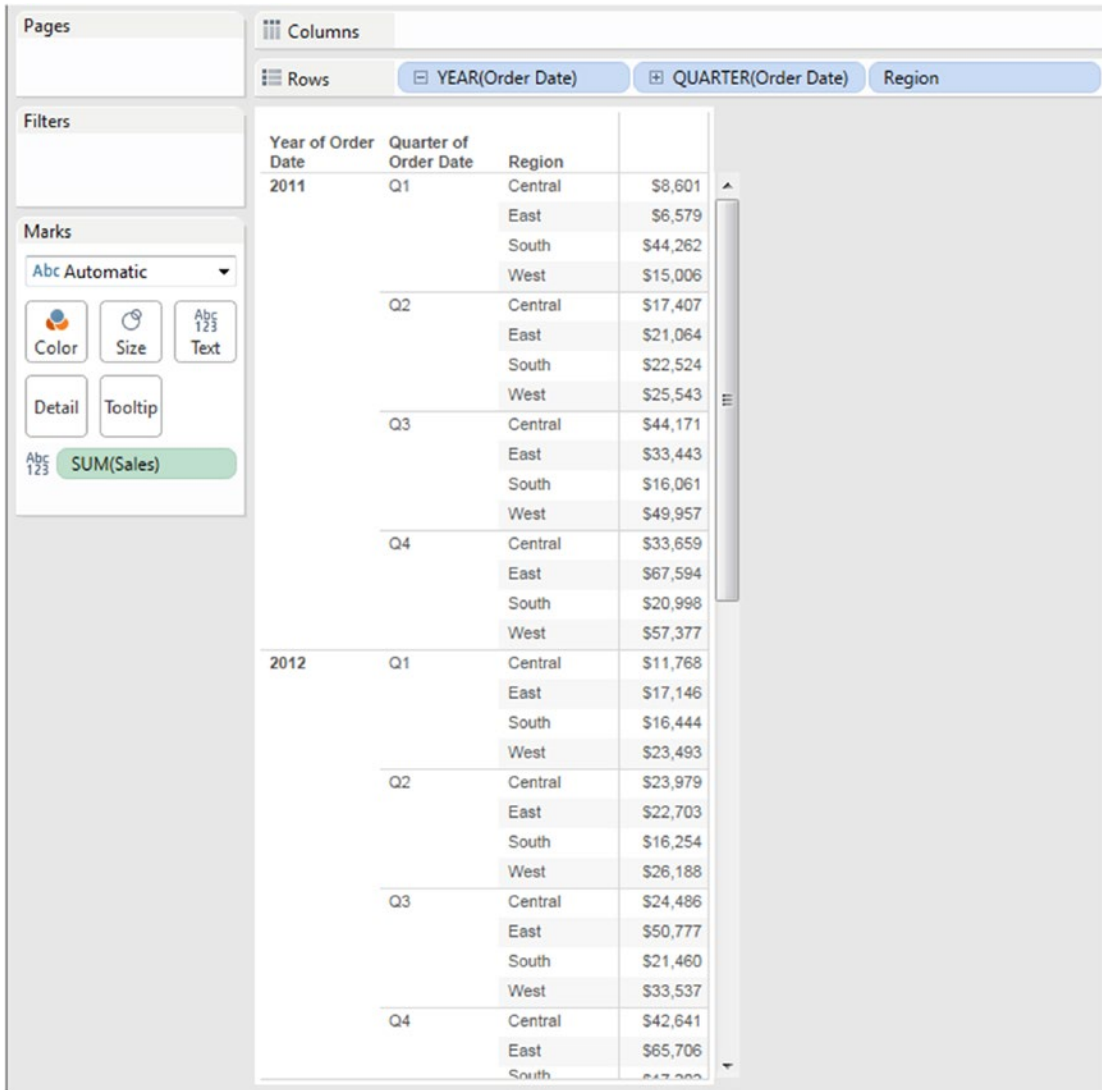 Pages
Columns
Rows YEAR(Order Date) QUARTER(Order Date) Region
Filters
Marks
Abc Automatic
Color Size Abc 123 Text
Detail Tooltip
Abc 123 SUM(Sales)
Year of Order Date Quarter of Order Date Region
2011 Q1 Central $8,601
East $6,579
South $44,262
West $15,006
Q2 Central $17,407
East $21,064
South $22,524
West $25,543
Q3 Central $44,171
East $33,443
South $16,061
West $49,957
Q4 Central $33,659
East $67,594
South $20,998
West $57,377
2012 Q1 Central $11,768
East $17,146
South $16,444
West $23,493
Q2 Central $23,979
East $22,703
South $16,254
West $26,188
Q3 Central $24,486
East $50,777
South $21,460
West $33,537
Q4 Central $42,641
East $65,706
South